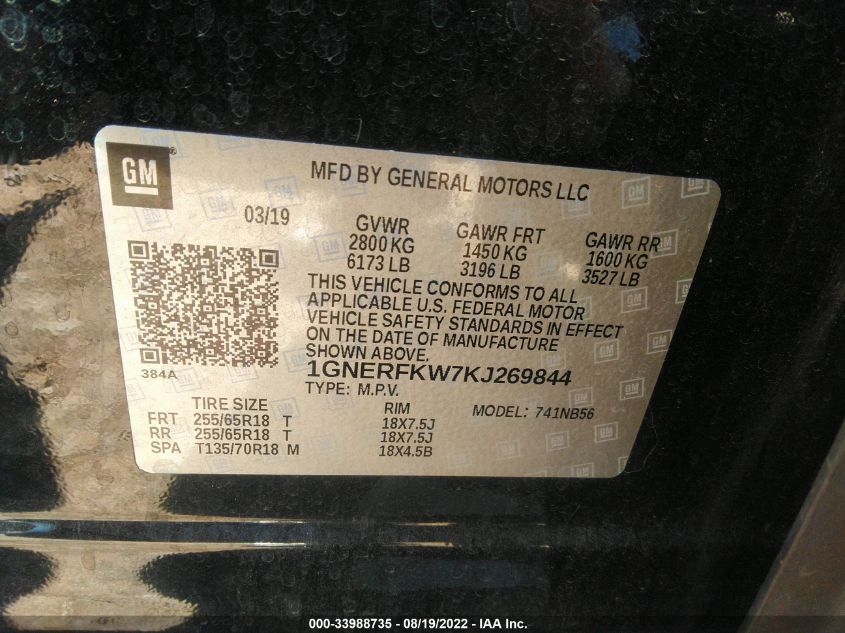 GM
MFD BY GENERAL MOTORS LLC
03/19
GVWR
2800 KG
6173 LB
GAWR FRT
1450 KG
3196 LB
GAWR RR
1600 KG
3527 LB
THIS VEHICLE CONFORMS TO ALL
APPLICABLE U.S. FEDERAL MOTOR
VEHICLE SAFETY STANDARDS IN EFFECT
ON THE DATE OF MANUFACTURE
SHOWN ABOVE.
384A
1GNERFKW7KJ269844
TYPE: M.P.V.
MODEL: 741NB56
TIRE SIZE
RIM
FRT 255/65R18 T 18X7.5J
RR 255/65R18 T 18X7.5J
SPA T135/70R18 M 18X4.5B
000-33988735 - 08/19/2022 - IAA Inc.